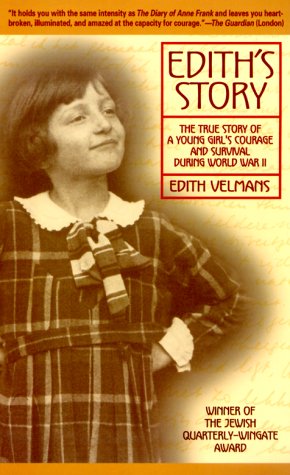 "It holds you with the same intensity as The Diary of Anne Frank and leaves you heart-
broken, illuminated, and amazed at the capacity for courage."—The Guardian (London)
EDITH'S
STORY
THE TRUE STORY OF
A YOUNG GIRL'S COURAGE
AND SURVIVAL
DURING WORLD WAR II
EDITH VELMANS
WINNER OF
THE JEWISH
QUARTERLY-WINGATE
AWARD